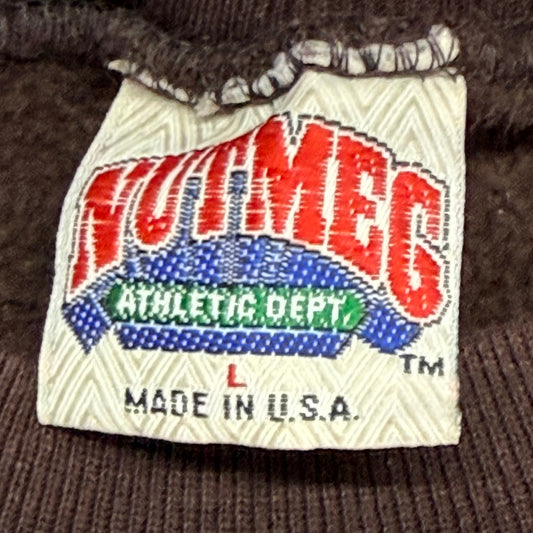 NUTMEG
ATHLETIC DEPT.
TM
L
MADE IN U.S.A.